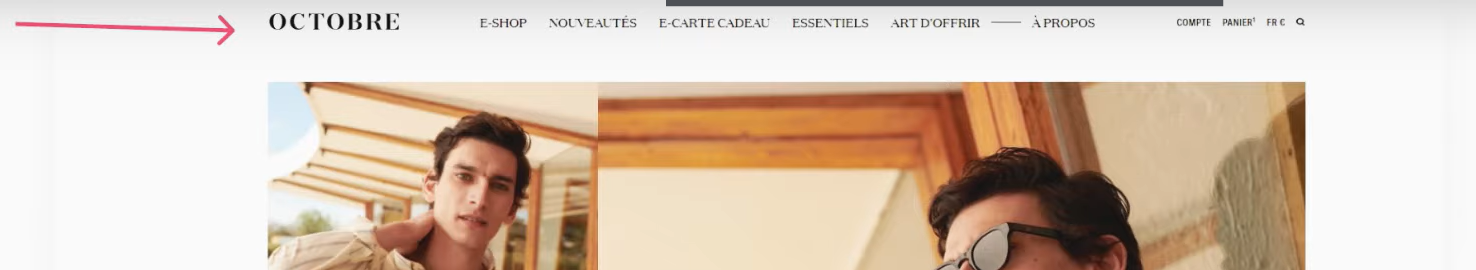 OCTOBRE E-SHOP NOUVEAUTÉS E-CARTE CADEAU ESSENTIELS ART D'OFFRIR À PROPOS COMPTE PANIER FR €